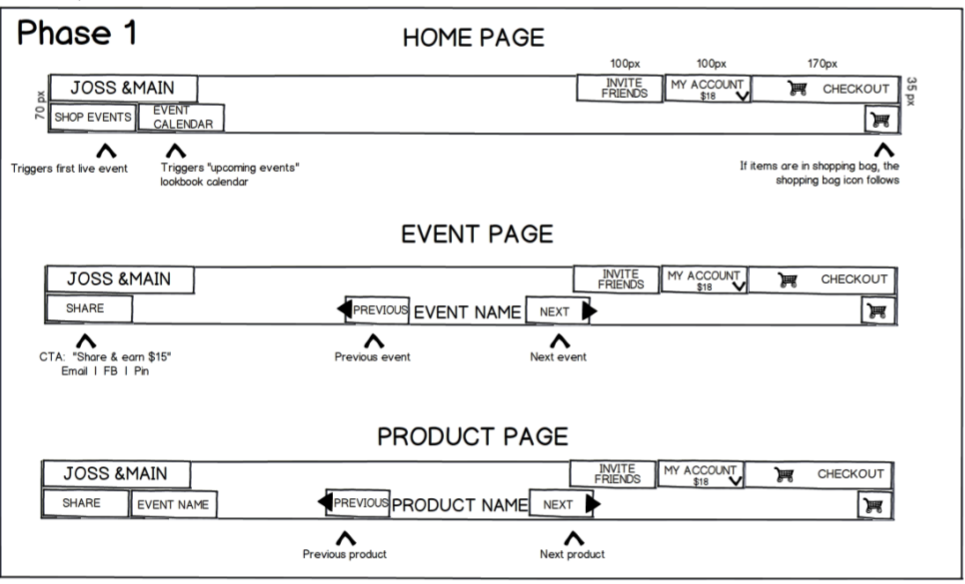 Phase 1
HOME PAGE
100px
100px
170px
JOSS &MAIN
INVITE
FRIENDS
MY ACCOUNT
$18
CHECKOUT
70 px
35 px
SHOP EVENTS
EVENT
CALENDAR
Triggers first live event
Triggers "upcoming events"
lookbook calendar
If items are in shopping bag, the
shopping bag icon follows
EVENT PAGE
JOSS &MAIN
INVITE
FRIENDS
MY ACCOUNT
$18
CHECKOUT
SHARE
PREVIOUS
EVENT NAME
NEXT
CTA: "Share & earn $15"
Email | FB | Pin
Previous event
Next event
PRODUCT PAGE
JOSS &MAIN
INVITE
FRIENDS
MY ACCOUNT
$18
CHECKOUT
SHARE
EVENT NAME
PREVIOUS
PRODUCT NAME
NEXT
Previous product
Next product